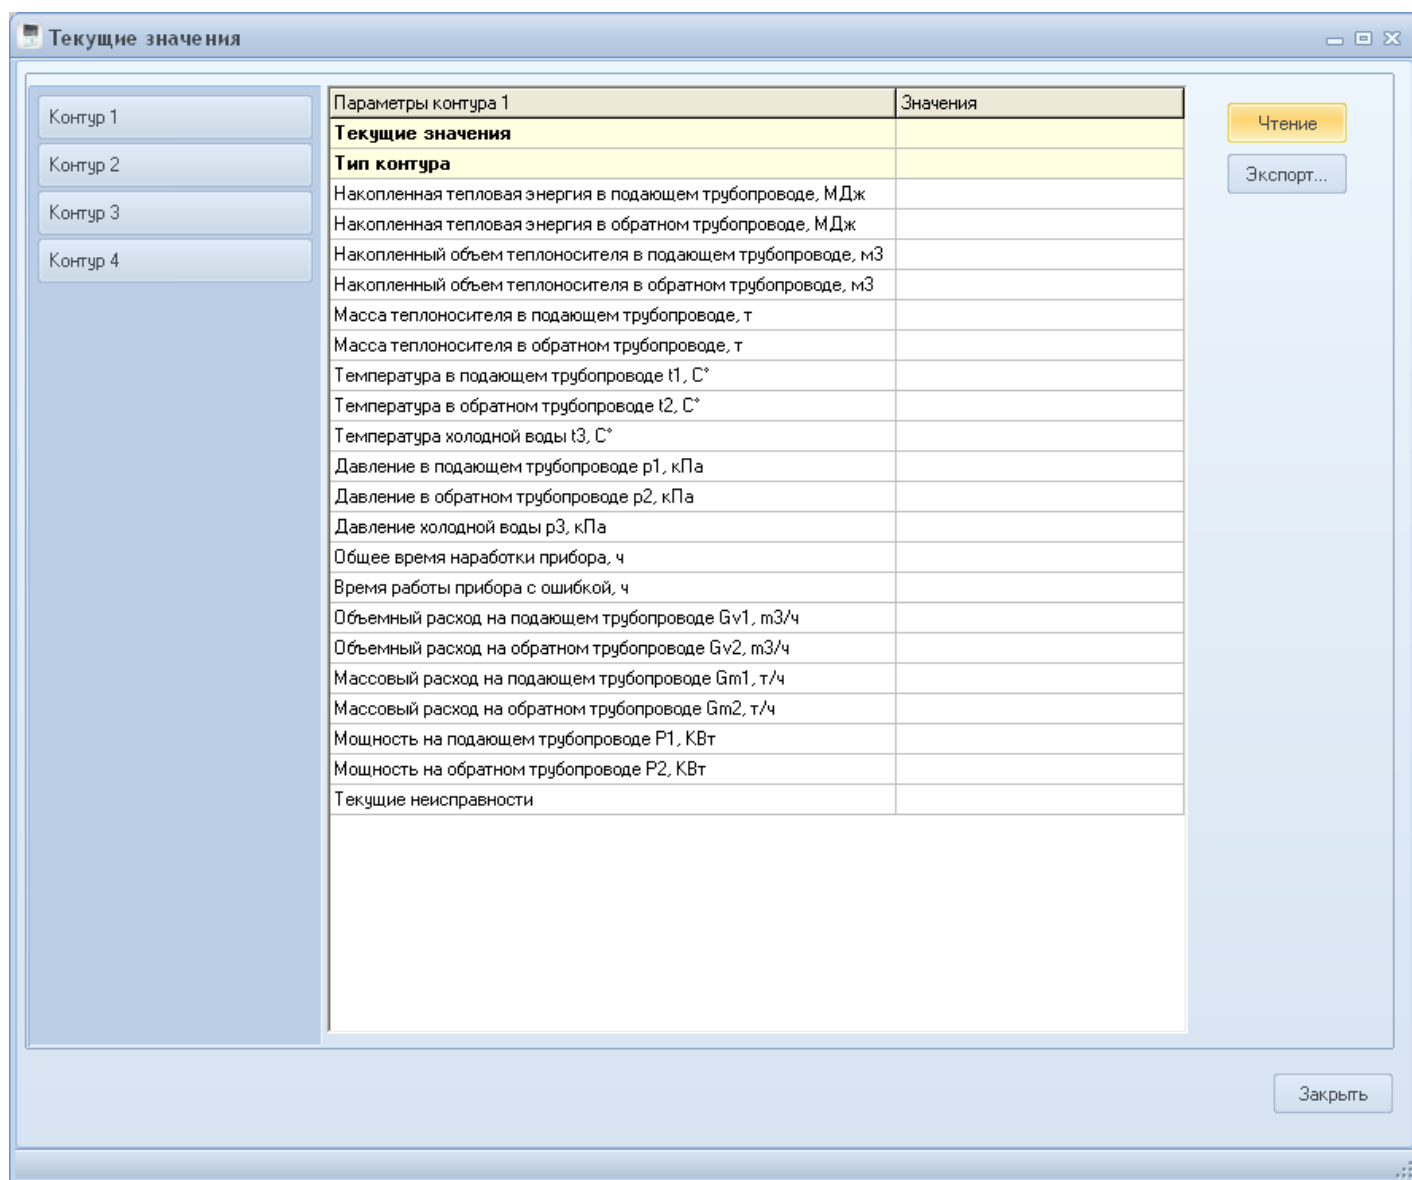 Текущие значения
Контур 1
Контур 2
Контур 3
Контур 4
Параметры контура 1 Значения
Текущие значения
Тип контура
Накопленная тепловая энергия в подающем трубопроводе, МДж
Накопленная тепловая энергия в обратном трубопроводе, МДж
Накопленный объем теплоносителя в подающем трубопроводе, м3
Накопленный объем теплоносителя в обратном трубопроводе, м3
Масса теплоносителя в подающем трубопроводе, т
Масса теплоносителя в обратном трубопроводе, т
Температура в подающем трубопроводе t1, C°
Температура в обратном трубопроводе t2, C°
Температура холодной воды t3, C°
Давление в подающем трубопроводе p1, кПа
Давление в обратном трубопроводе p2, кПа
Давление холодной воды p3, кПа
Общее время наработки прибора, ч
Время работы прибора с ошибкой, ч
Объемный расход на подающем трубопроводе Gv1, m3/ч
Объемный расход на обратном трубопроводе Gv2, m3/ч
Массовый расход на подающем трубопроводе Gm1, т/ч
Массовый расход на обратном трубопроводе Gm2, т/ч
Мощность на подающем трубопроводе P1, КВт
Мощность на обратном трубопроводе P2, КВт
Текущие неисправности
Чтение
Экспорт...
Закрыть